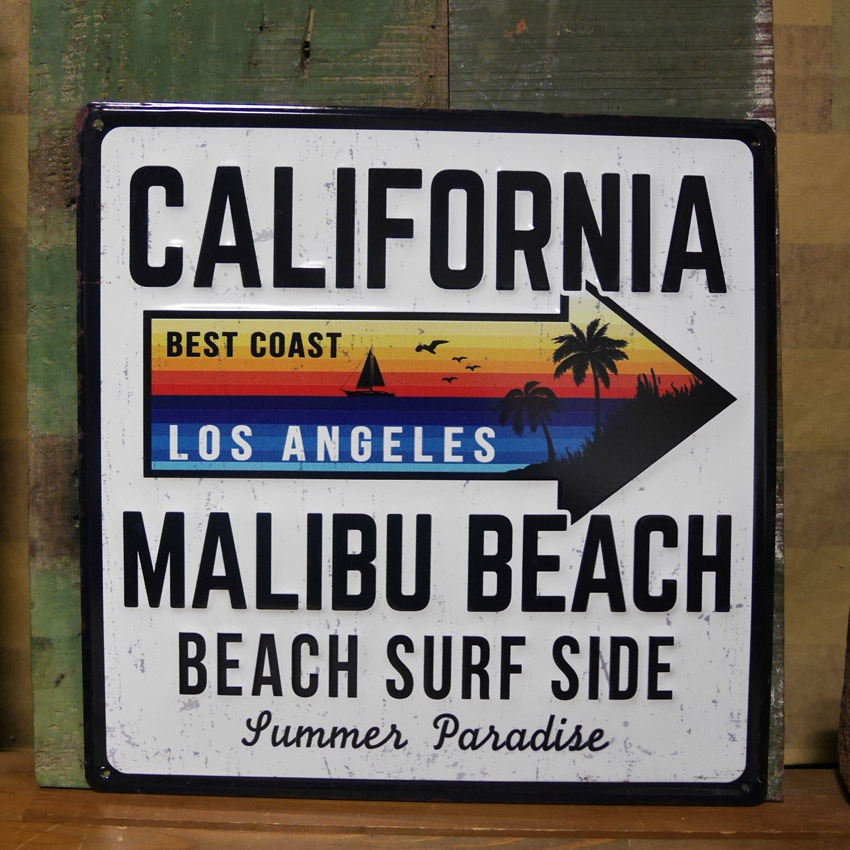 CALIFORNIA
BEST COAST
LOS ANGELES
MALIBU BEACH
BEACH SURF SIDE
Summer Paradise